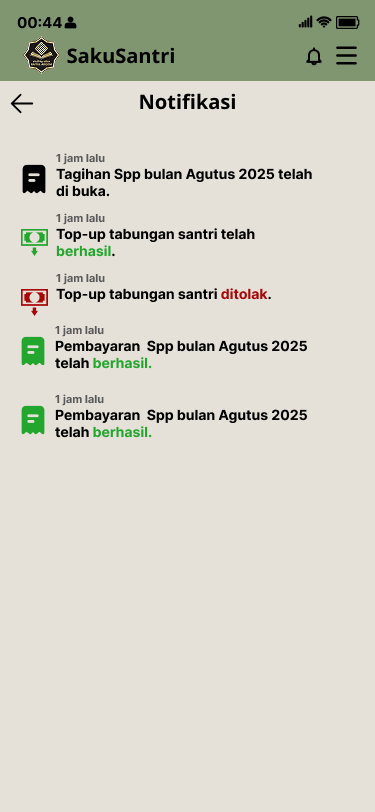 00:44
SakuSantri
Notifikasi
1 jam lalu
Tagihan Spp bulan Agutus 2025 telah
di buka.
1 jam lalu
Top-up tabungan santri telah
berhasil.
1 jam lalu
Top-up tabungan santri ditolak.
1 jam lalu
Pembayaran  Spp bulan Agutus 2025
telah berhasil.
1 jam lalu
Pembayaran  Spp bulan Agutus 2025
telah berhasil.